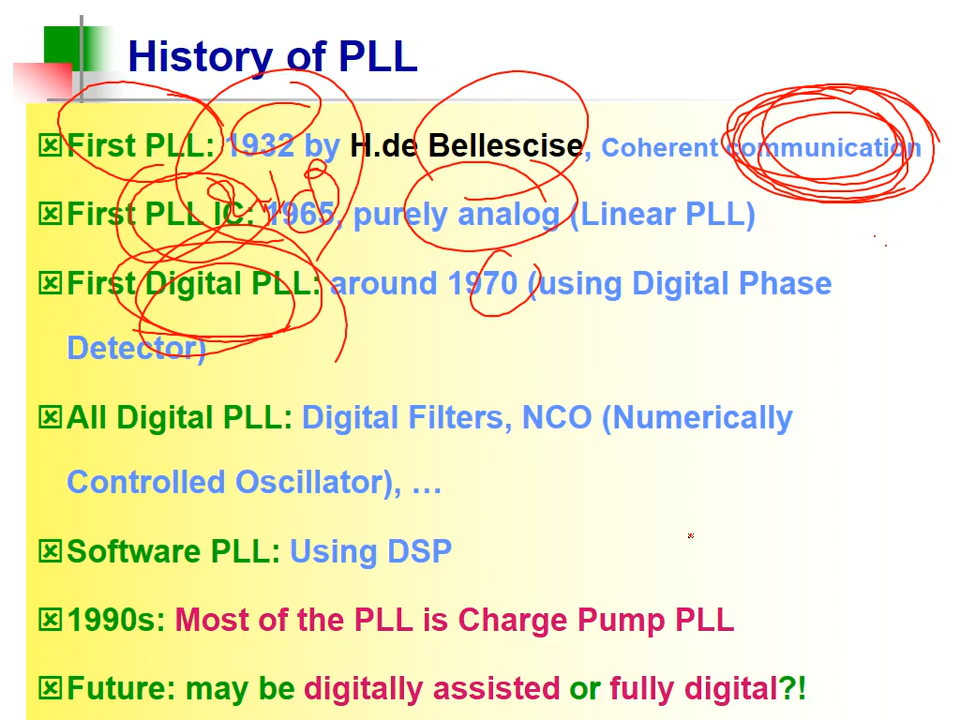 History of PLL
First PLL: 1932 by H.de Bellescise, Coherent communication
First PLL IC: 1965, purely analog (Linear PLL)
First Digital PLL: around 1970 (using Digital Phase
Detector)
All Digital PLL: Digital Filters, NCO (Numerically
Controlled Oscillator), …
Software PLL: Using DSP
1990s: Most of the PLL is Charge Pump PLL
Future: may be digitally assisted or fully digital?!